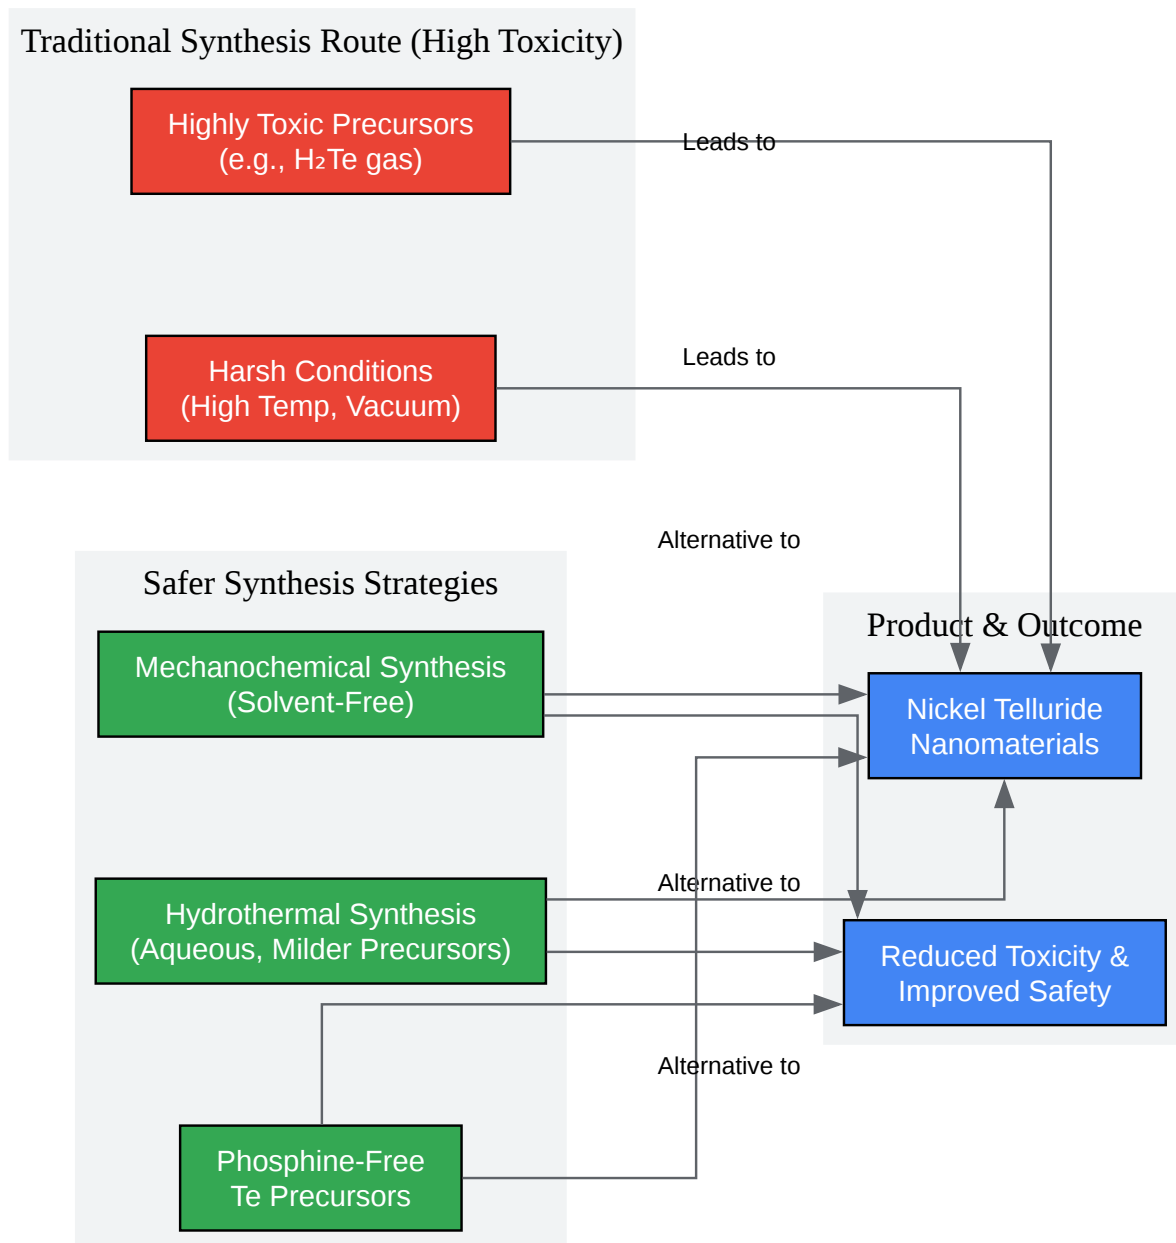 Traditional Synthesis Route (High Toxicity)
Highly Toxic Precursors
(e.g., H₂Te gas)
Leads to
Harsh Conditions
(High Temp, Vacuum)
Leads to
Alternative to
Safer Synthesis Strategies
Mechanochemical Synthesis
(Solvent-Free)
Product & Outcome
Nickel Telluride
Nanomaterials
Alternative to
Hydrothermal Synthesis
(Aqueous, Milder Precursors)
Reduced Toxicity &
Improved Safety
Alternative to
Phosphine-Free
Te Precursors